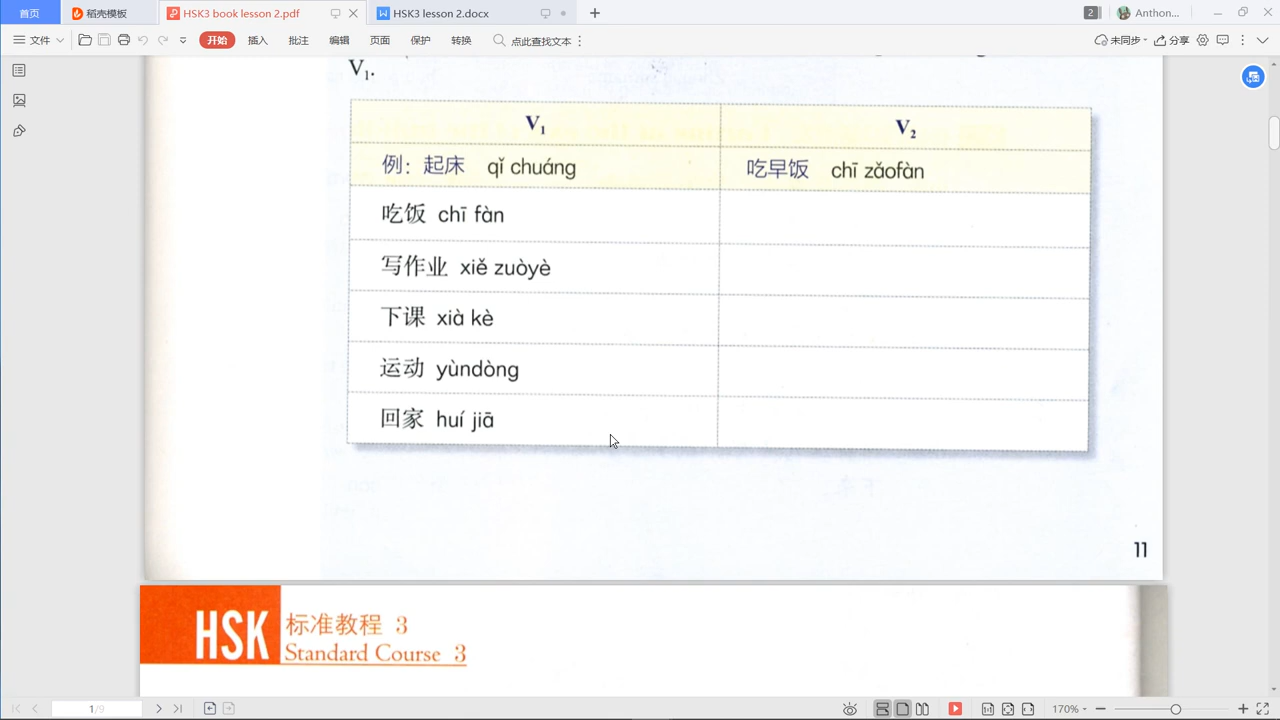 首页
稻壳模板
HSK3 book lesson 2.pdf
HSK3 lesson 2.docx
2
Anthon...
文件
开始
插入
批注
编辑
页面
保护
转换
点此查找文本
未同步
分享
V₁.
V₁ V₂
例：起床 qǐ chuáng 吃早饭 chī zǎofàn
吃饭 chī fàn
写作业 xiě zuòyè
下课 xià kè
运动 yùndòng
回家 huí jiā
11
HSK 标准教程 3
Standard Course 3
1/9
170%